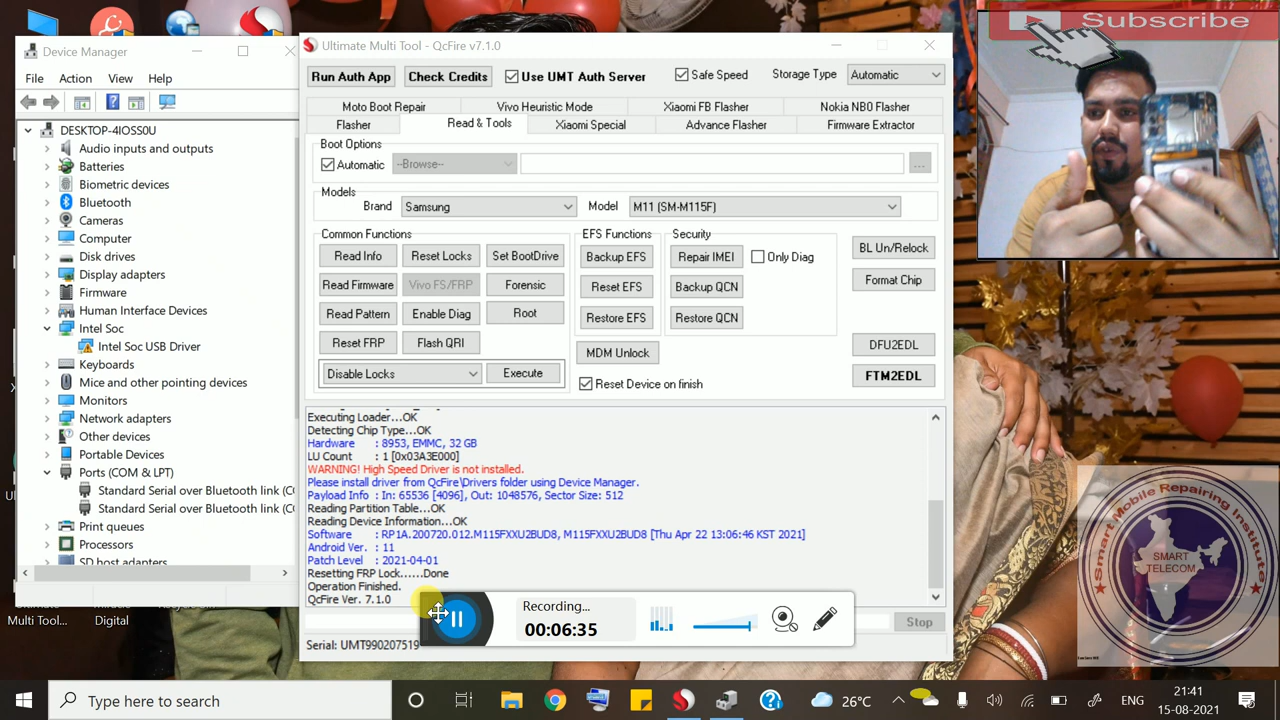 Subscribe
Device Manager
File Action View Help
DESKTOP-4IOSS0U
Audio inputs and outputs
Batteries
Biometric devices
Bluetooth
Cameras
Computer
Disk drives
Display adapters
Firmware
Human Interface Devices
Intel Soc
Intel Soc USB Driver
Keyboards
Mice and other pointing devices
Monitors
Network adapters
Other devices
Portable Devices
Ports (COM & LPT)
Standard Serial over Bluetooth link (CO
Standard Serial over Bluetooth link (CO
Print queues
Processors
SD host adapters
Ultimate Multi Tool - QcFire v7.1.0
Run Auth App Check Credits Use UMT Auth Server Safe Speed Storage Type Automatic
Moto Boot Repair Vivo Heuristic Mode Xiaomi FB Flasher Nokia NB0 Firmware
Flasher Read & Tools Xiaomi Special Advance Flasher Firmware Extractor
Boot Options
Automatic --Browse-- ...
Models
Brand Samsung Model M11 (SM-M115F)
Common Functions
Read Info Reset Locks Set BootDrive
Read Firmware Vivo FS/FRP Forensic
Read Pattern Enable Diag Root
Reset FRP Flash QRI
Disable Locks Execute
EFS Functions
Backup EFS
Reset EFS
Restore EFS
MDM Unlock
Reset Device on finish
Security
Repair IMEI Only Diag
Backup QCN
Restore QCN
BL Un/Relock
Format Chip
DFU2EDL
FTM2EDL
Executing Loader...OK
Detecting Chip Type...OK
Hardware : 8953, EMMC, 32 GB
LU Count : 1 [0x03A3E000]
WARNING! High Speed Driver is not installed.
Please install driver from QcFire\Drivers folder using Device Manager.
Payload Info : In: 65536 [4096], Out: 1048576, Sector Size: 512
Reading Partition Table...OK
Reading Device Information...OK
Software : RP1A.200720.012.M115FXXU2BUD8, M115FXXU2BUD8 [Thu Apr 22 13:06:46 KST 2021]
Android Ver. : 11
Patch Level : 2021-04-01
Resetting FRP Lock......Done
Operation Finished.
QcFire Ver. 7.1.0
Stop
Serial: UMT990207519
Recording...
00:06:35
Multi Tool...
Digital
Smart Mobile Repairing Institute
SMART
TELECOM
Type here to search
26°C
ENG
21:41
15-08-2021